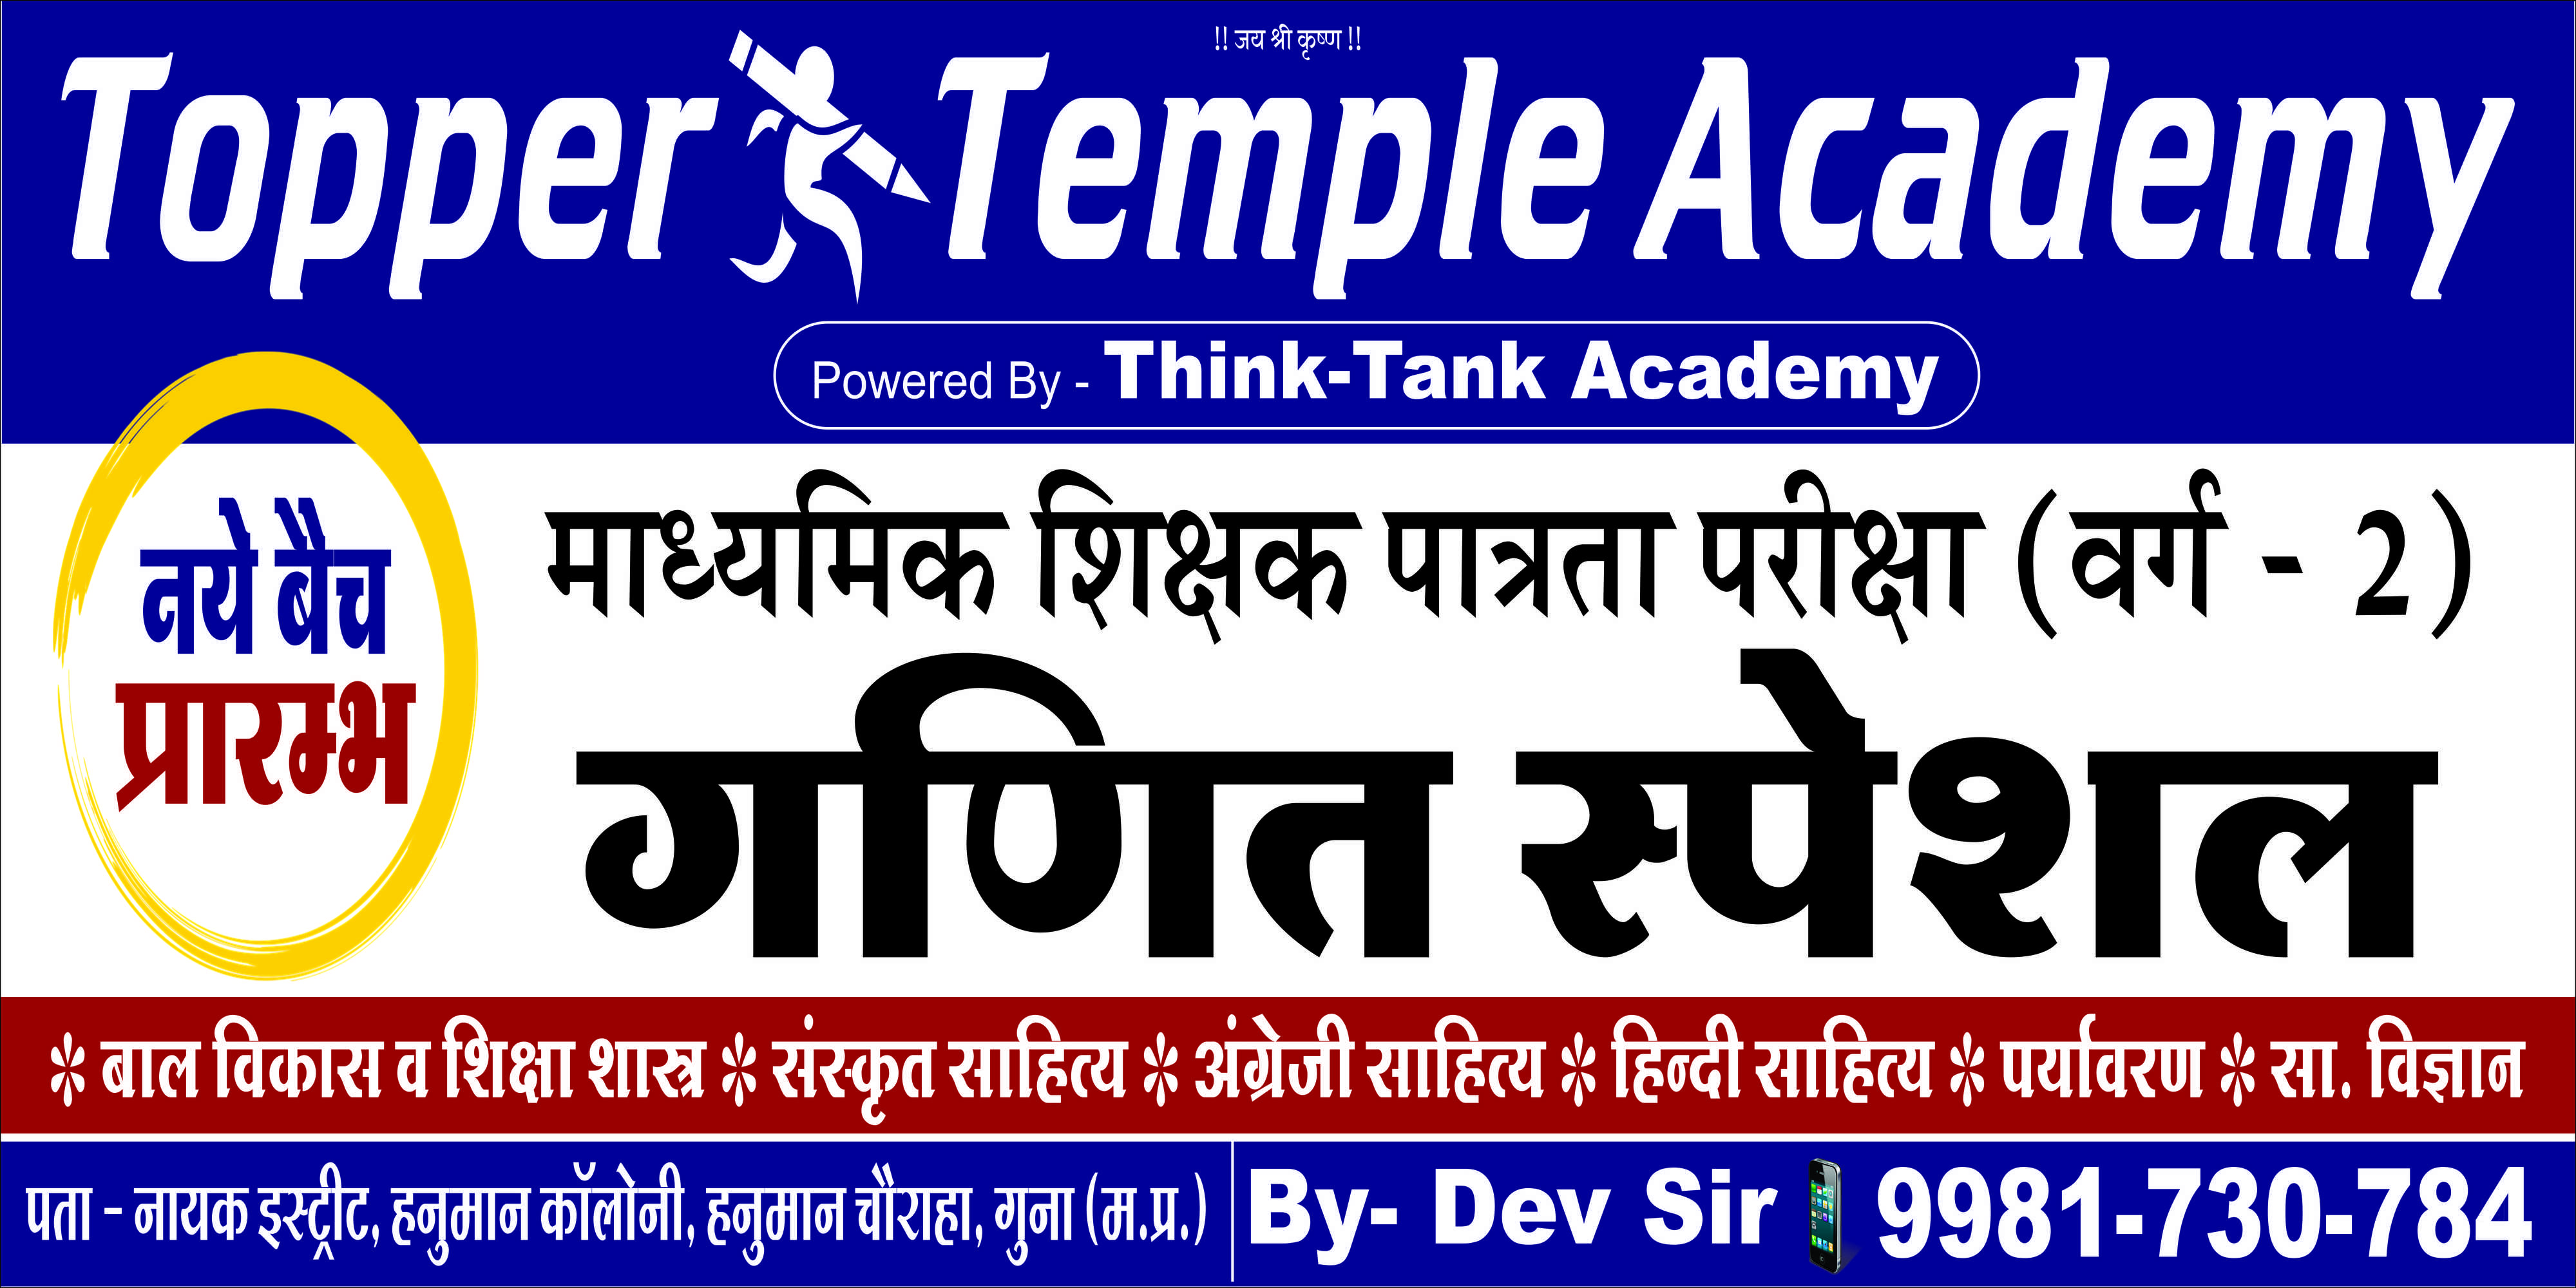 !! जय श्री कृष्ण !!
Topper Temple Academy
Powered By - Think-Tank Academy
नये बैच
प्रारम्भ
माध्यमिक शिक्षक पात्रता परीक्षा (वर्ग - 2)
गणित स्पेशल
* बाल विकास व शिक्षा शास्त्र * संस्कृत साहित्य * अंग्रेजी साहित्य * हिन्दी साहित्य * पर्यावरण * सा. विज्ञान
पता - नायक इस्ट्रीट, हनुमान कॉलोनी, हनुमान चौराहा, गुना (म.प्र.)
By- Dev Sir 9981-730-784